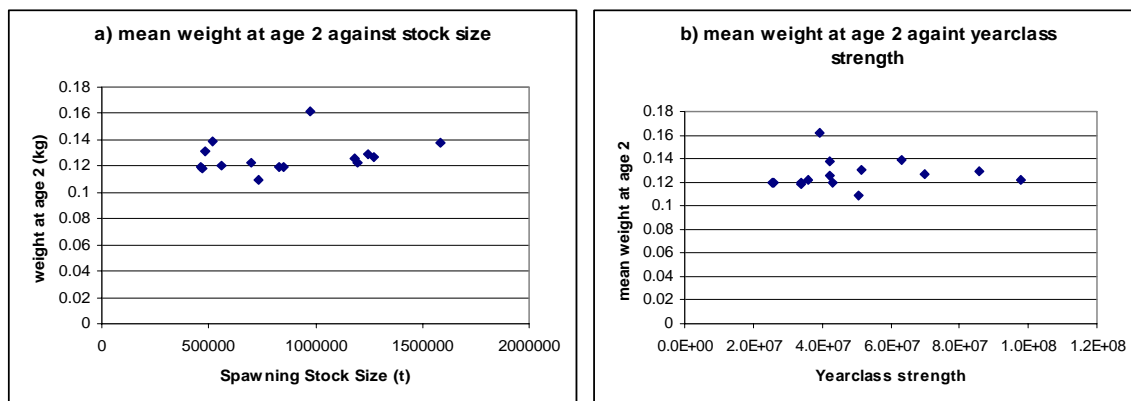 a) mean weight at age 2 against stock size
0.18
0.16
0.14
0.12
0.1
0.08
0.06
0.04
0.02
0
weight at age 2 (kg)
0
500000
1000000
1500000
2000000
Spawning Stock Size (t)
b) mean weight at age 2 againt yearclass
strength
0.18
0.16
0.14
0.12
0.1
0.08
0.06
0.04
0.02
0
mean weight at age 2
0.0E+00
2.0E+07
4.0E+07
6.0E+07
8.0E+07
1.0E+08
1.2E+08
Yearclass strength